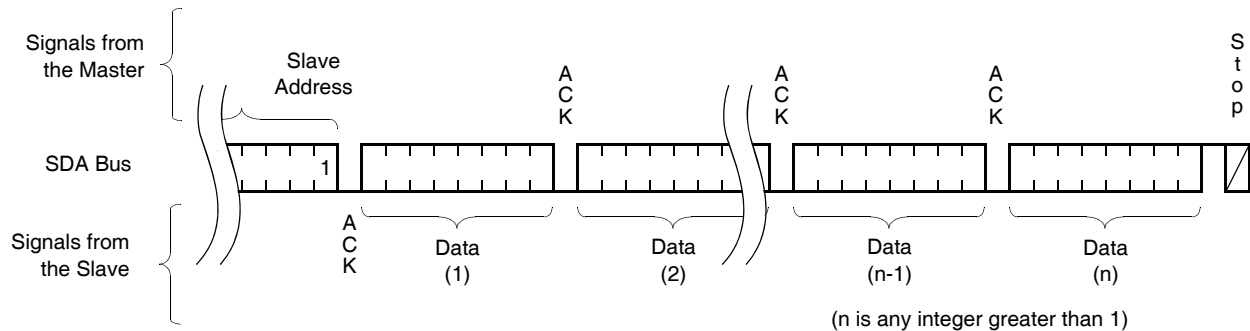 Signals from
the Master
Slave
Address
A
C
K
A
C
K
A
C
K
S
t
o
p
SDA Bus
1
Signals from
the Slave
A
C
K
Data
(1)
Data
(2)
Data
(n-1)
Data
(n)
(n is any integer greater than 1)